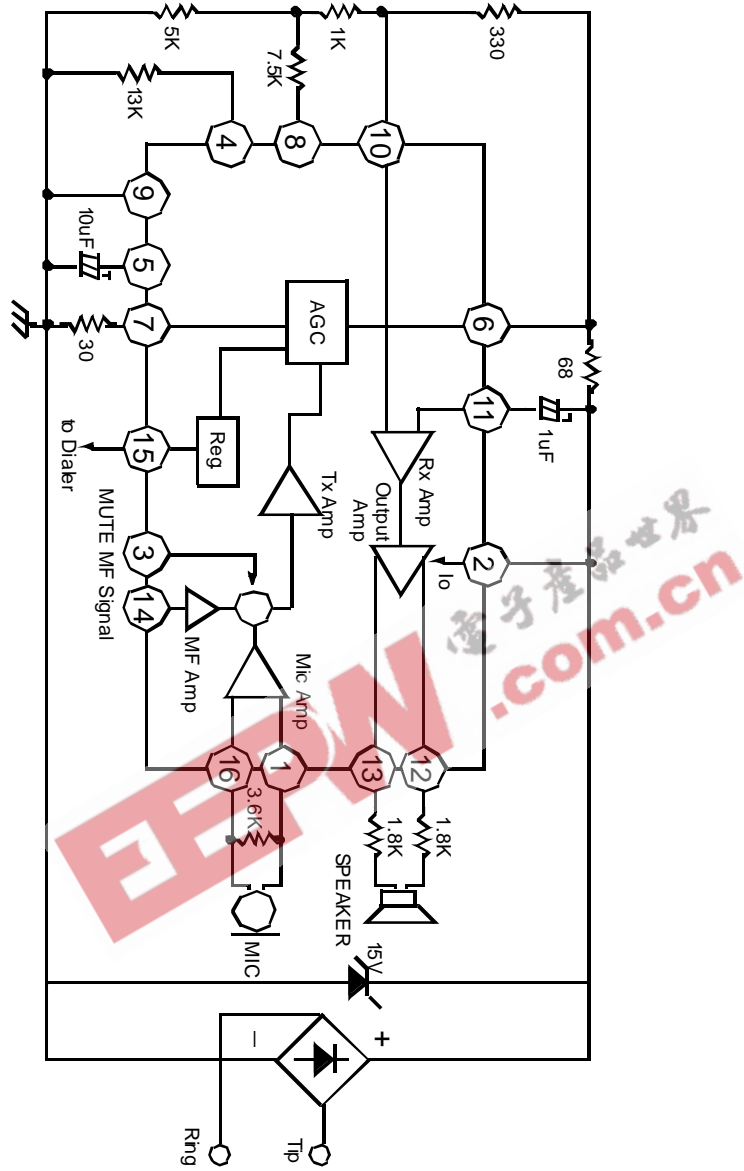 5K
1K
330
7.5K
13K
4
8
10
9
10uF
5
7
30
AGC
6
68
11
1uF
15
to Dialer
Reg
Tx Amp
Rx Amp
Output
Amp
2
Io
3
14
MUTE MF Signal
MF Amp
Mic Amp
16
1
13
12
3.6K
1.8K
1.8K
SPEAKER
MIC
15V
+
–
Ring
Tip
EEPW
.com.cn
電子產品世界